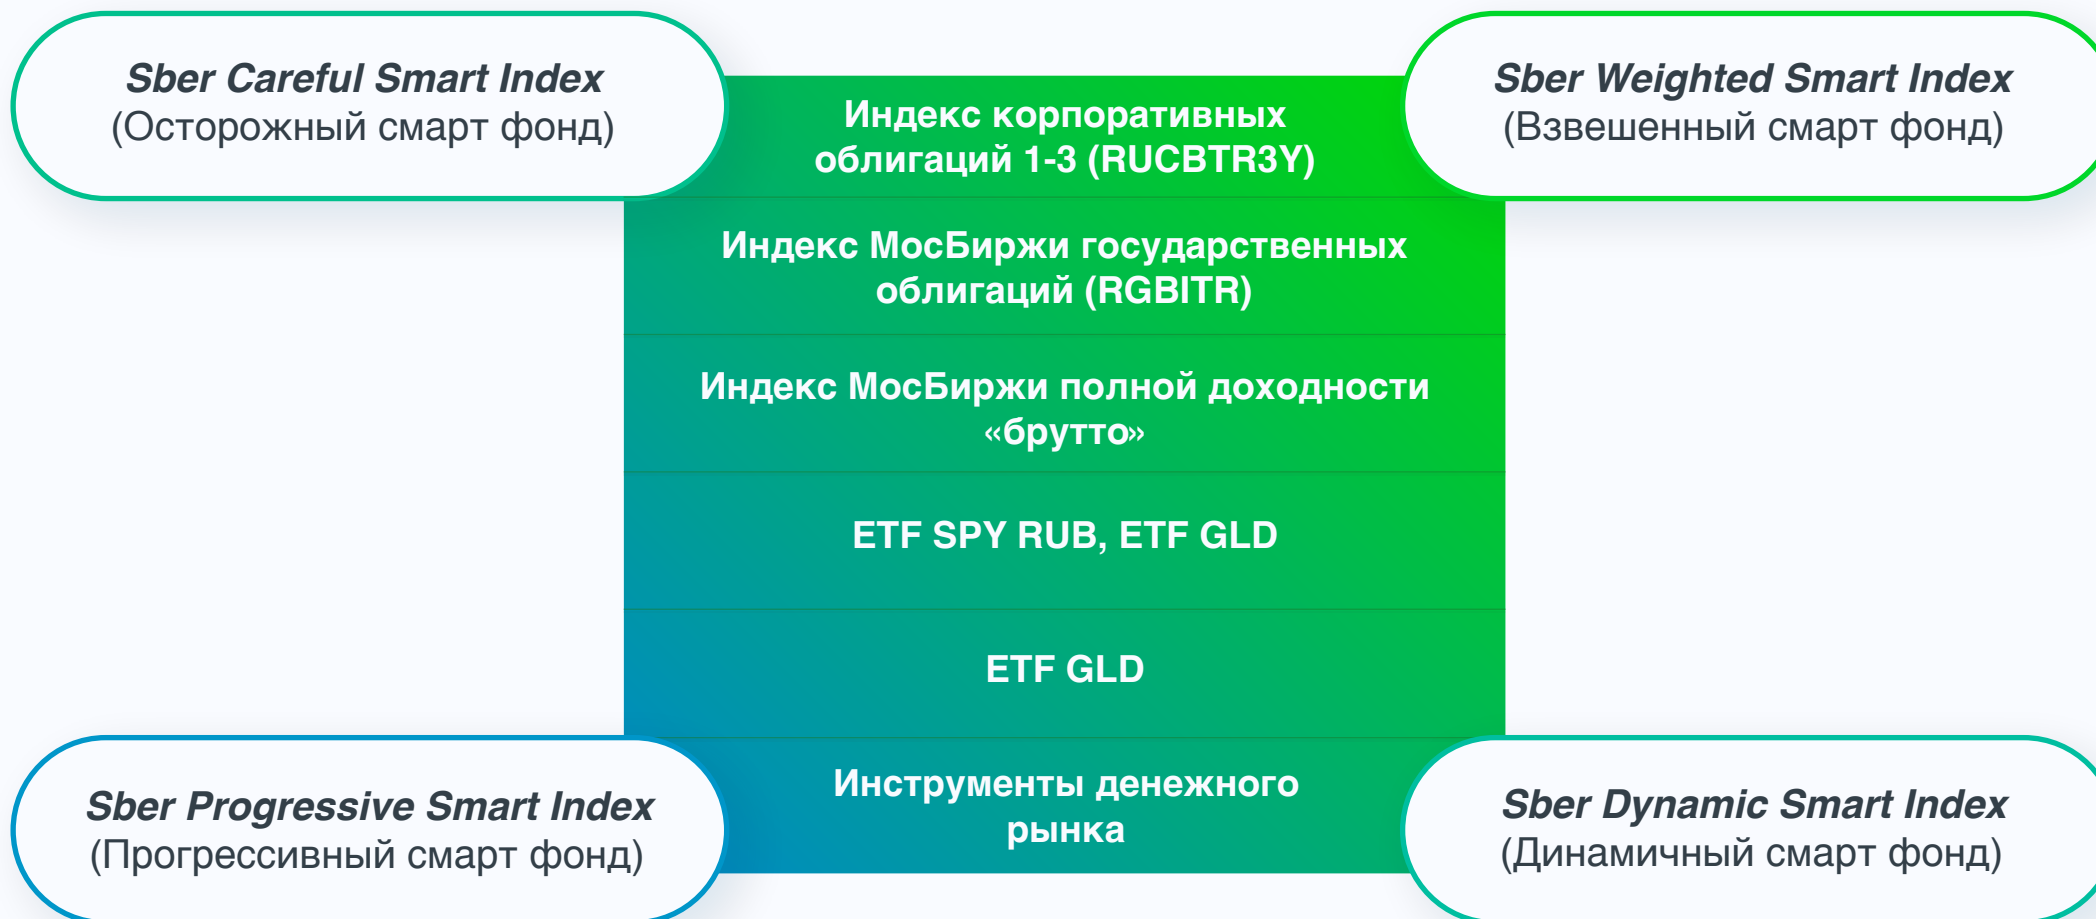 Sber Careful Smart Index
(Осторожный смарт фонд)
Sber Weighted Smart Index
(Взвешенный смарт фонд)
Индекс корпоративных
облигаций 1-3 (RUCBTR3Y)
Индекс МосБиржи государственных
облигаций (RGBITR)
Индекс МосБиржи полной доходности
«брутто»
ETF SPY RUB, ETF GLD
ETF GLD
Инструменты денежного
рынка
Sber Progressive Smart Index
(Прогрессивный смарт фонд)
Sber Dynamic Smart Index
(Динамичный смарт фонд)